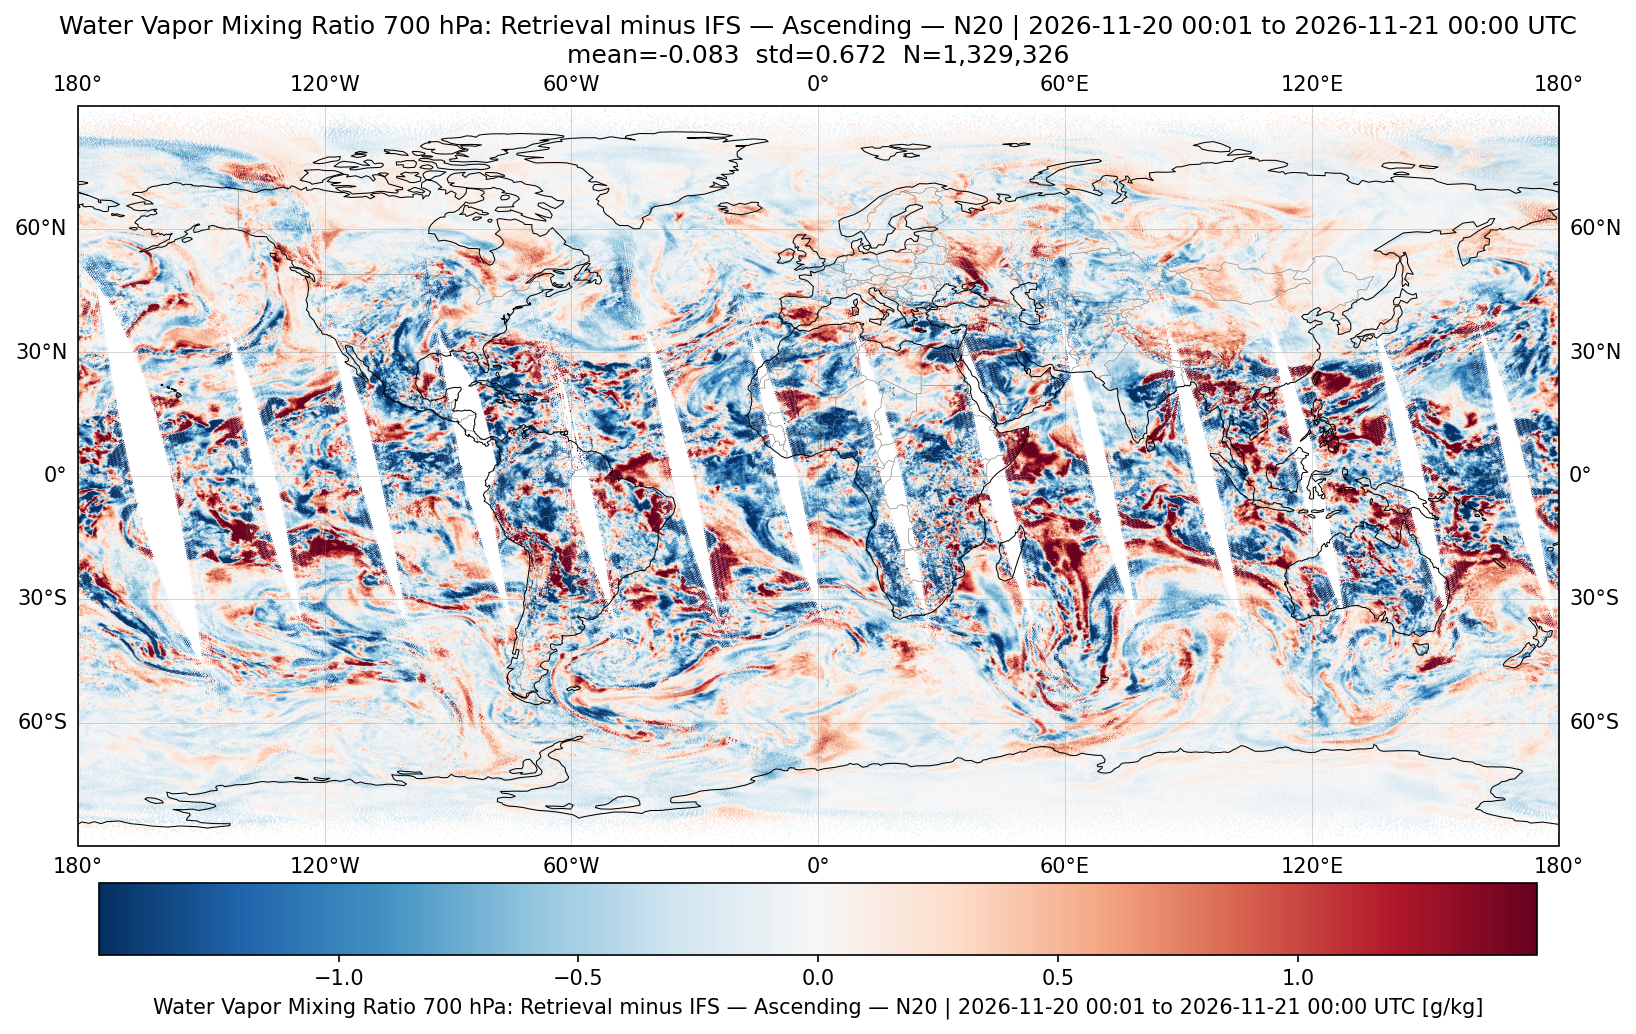 Water Vapor Mixing Ratio 700 hPa: Retrieval minus IFS — Ascending — N20 | 2026-11-20 00:01 to 2026-11-21 00:00 UTC
mean=-0.083  std=0.672  N=1,329,326
180° 120°W 60°W 0° 60°E 120°E 180°
60°N 60°N
30°N 30°N
0° 0°
30°S 30°S
60°S 60°S
180° 120°W 60°W 0° 60°E 120°E 180°
−1.0 −0.5 0.0 0.5 1.0
Water Vapor Mixing Ratio 700 hPa: Retrieval minus IFS — Ascending — N20 | 2026-11-20 00:01 to 2026-11-21 00:00 UTC [g/kg]